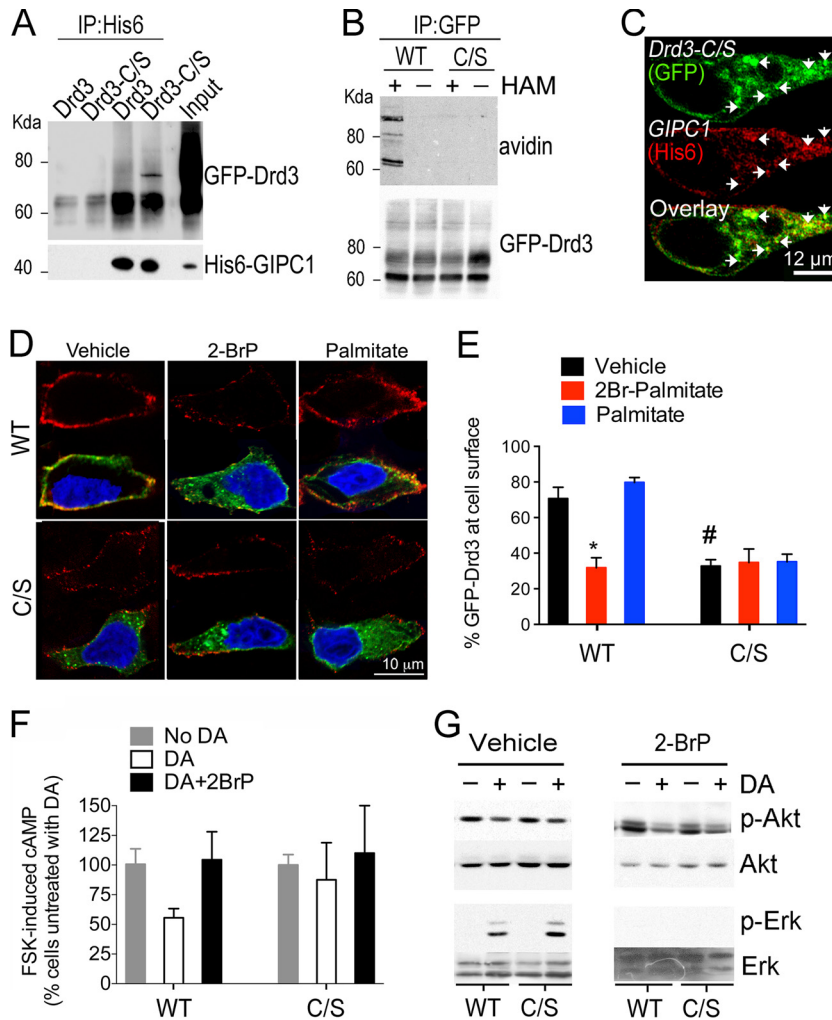 A
IP:His6
Drd3
Drd3-C/S
Drd3
Drd3-C/S
Input
Kda
80
60
40
GFP-Drd3
His6-GIPC1
B
IP:GFP
WT C/S
+ – + – HAM
Kda
80
60
avidin
80
60
GFP-Drd3
C
Drd3-C/S
(GFP)
GIPC1
(His6)
Overlay
12 µm
D
Vehicle 2-BrP Palmitate
WT
C/S
10 µm
E
Vehicle
2Br-Palmitate
Palmitate
% GFP-Drd3 at cell surface
100
80
60
40
20
0
*
#
WT C/S
F
No DA
DA
DA+2BrP
FSK-induced cAMP
(% cells untreated with DA)
150
125
100
75
50
25
0
WT C/S
G
Vehicle 2-BrP
– + – + – + – + DA
p-Akt
Akt
p-Erk
Erk
WT C/S WT C/S